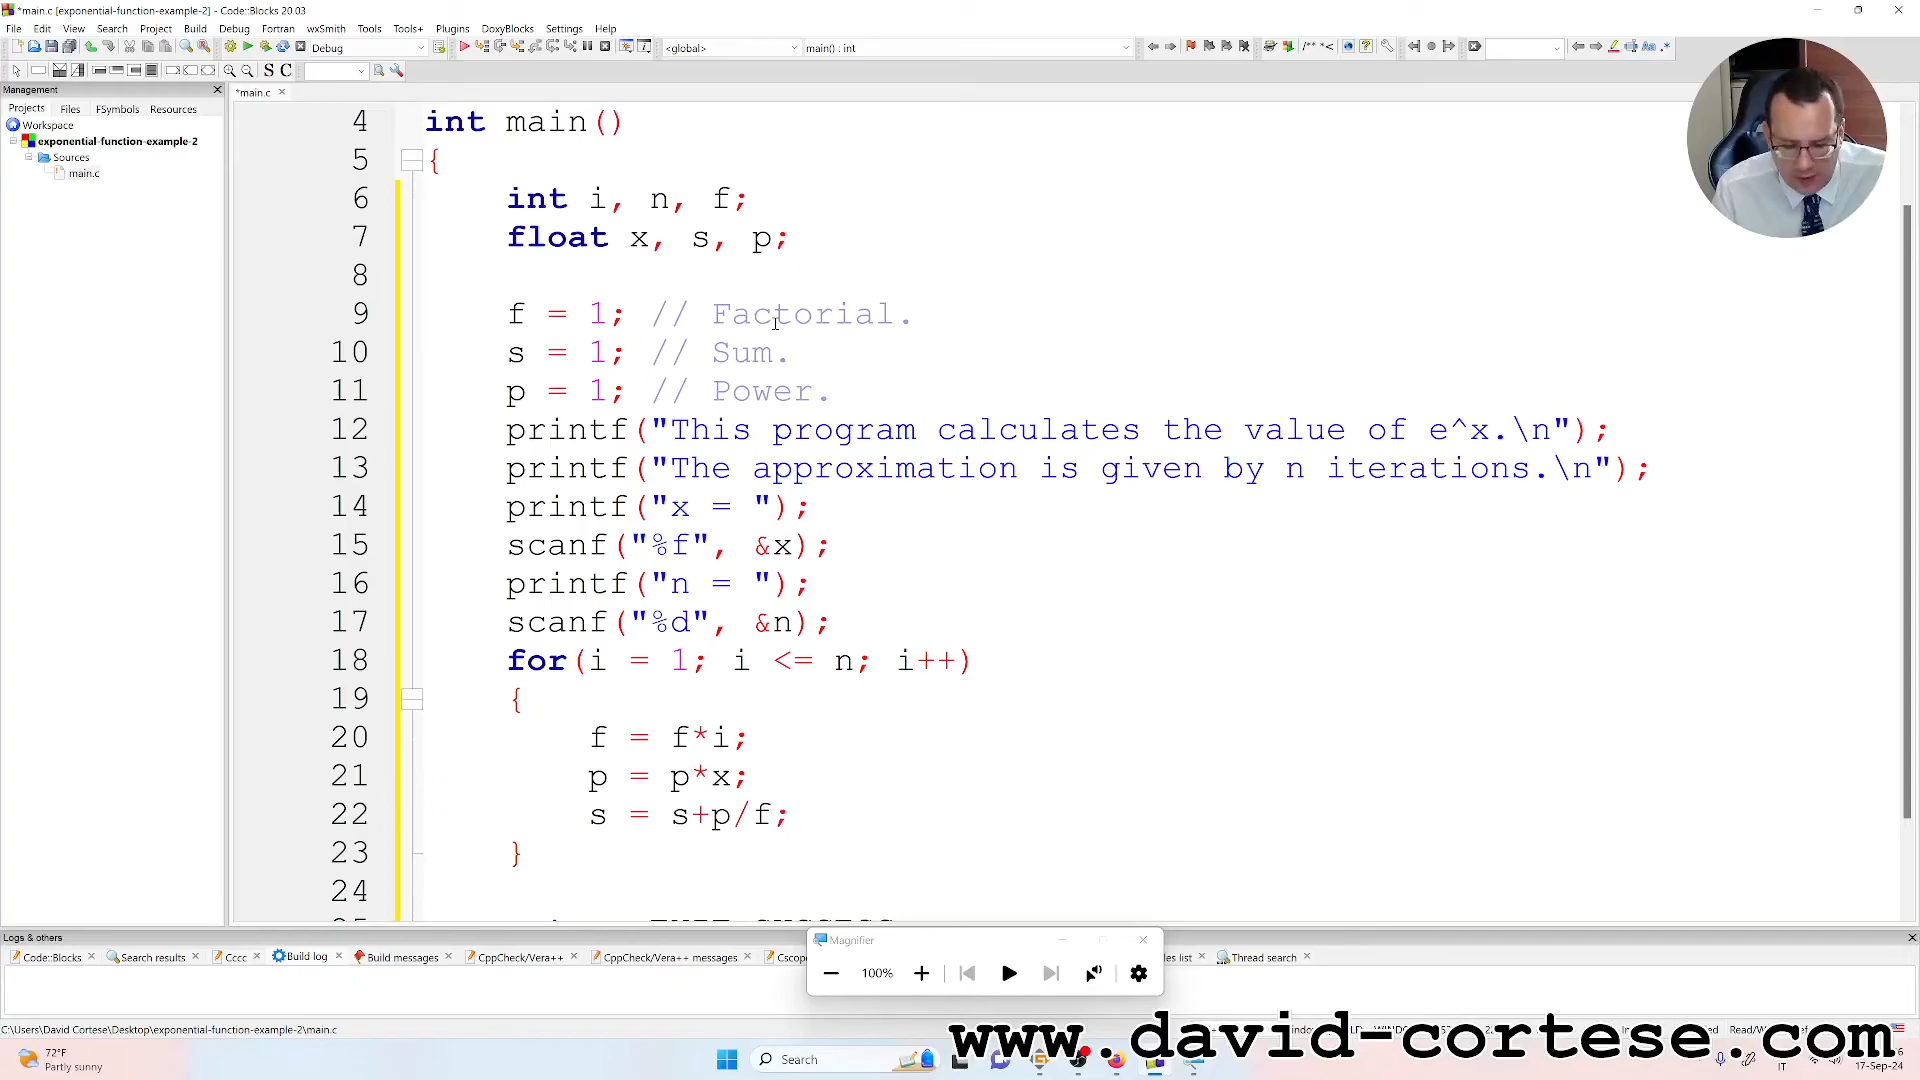 *main.c [exponential-function-example-2] - Code::Blocks 20.03
File Edit View Search Project Build Debug Fortran wxSmith Tools Tools+ Plugins DoxyBlocks Settings Help
Debug <global> main() : int
S C
Management
Projects Files FSymbols Resources
Workspace
exponential-function-example-2
Sources
main.c
*main.c
4 int main()
5 {
6 int i, n, f;
7 float x, s, p;
8
9 f = 1; // Factorial.
10 s = 1; // Sum.
11 p = 1; // Power.
12 printf("This program calculates the value of e^x.\n");
13 printf("The approximation is given by n iterations.\n");
14 printf("x = ");
15 scanf("%f", &x);
16 printf("n = ");
17 scanf("%d", &n);
18 for(i = 1; i <= n; i++)
19 {
20 f = f*i;
21 p = p*x;
22 s = s+p/f;
23 }
24
Logs & others
Code::Blocks Search results Cccc Build log Build messages CppCheck/Vera++ CppCheck/Vera++ messages Thread search
Magnifier
100%
C:\Users\David Cortese\Desktop\exponential-function-example-2\main.c
www.david-cortese.com
72°F
Partly sunny
Search
IT
17-Sep-24